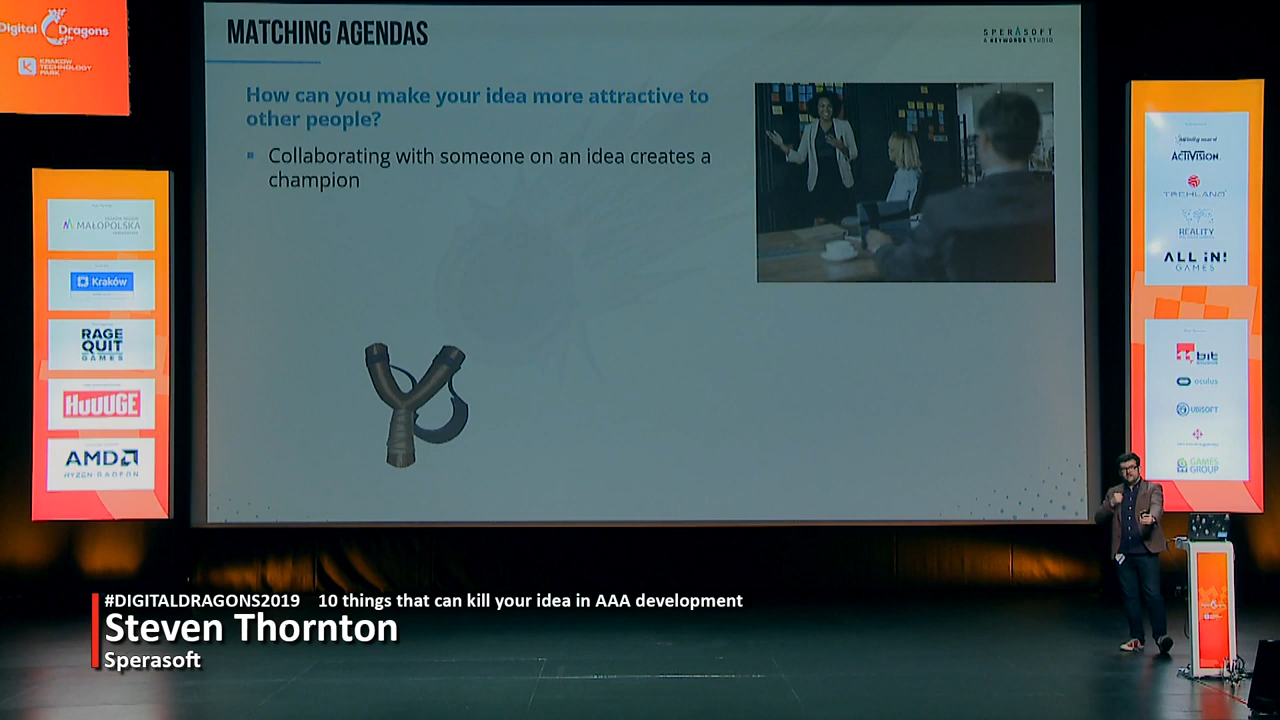 Digital Dragons
KRAKOW
TECHNOLOGY
PARK
MATCHING AGENDAS
SPERASOFT
A KEYWORDS STUDIO
How can you make your idea more attractive to
other people?
Collaborating with someone on an idea creates a
champion
MAŁOPOLSKA
Kraków
RAGE
QUIT
GAMES
HUUUGE
AMD
RYZEN RADEON
ACTIVISION
TECHLAND
REALITY
ALL iN!
GAMES
11 bit
oculus
UBISOFT
GAMES
GROUP
#DIGITALDRAGONS2019 10 things that can kill your idea in AAA development
Steven Thornton
Sperasoft